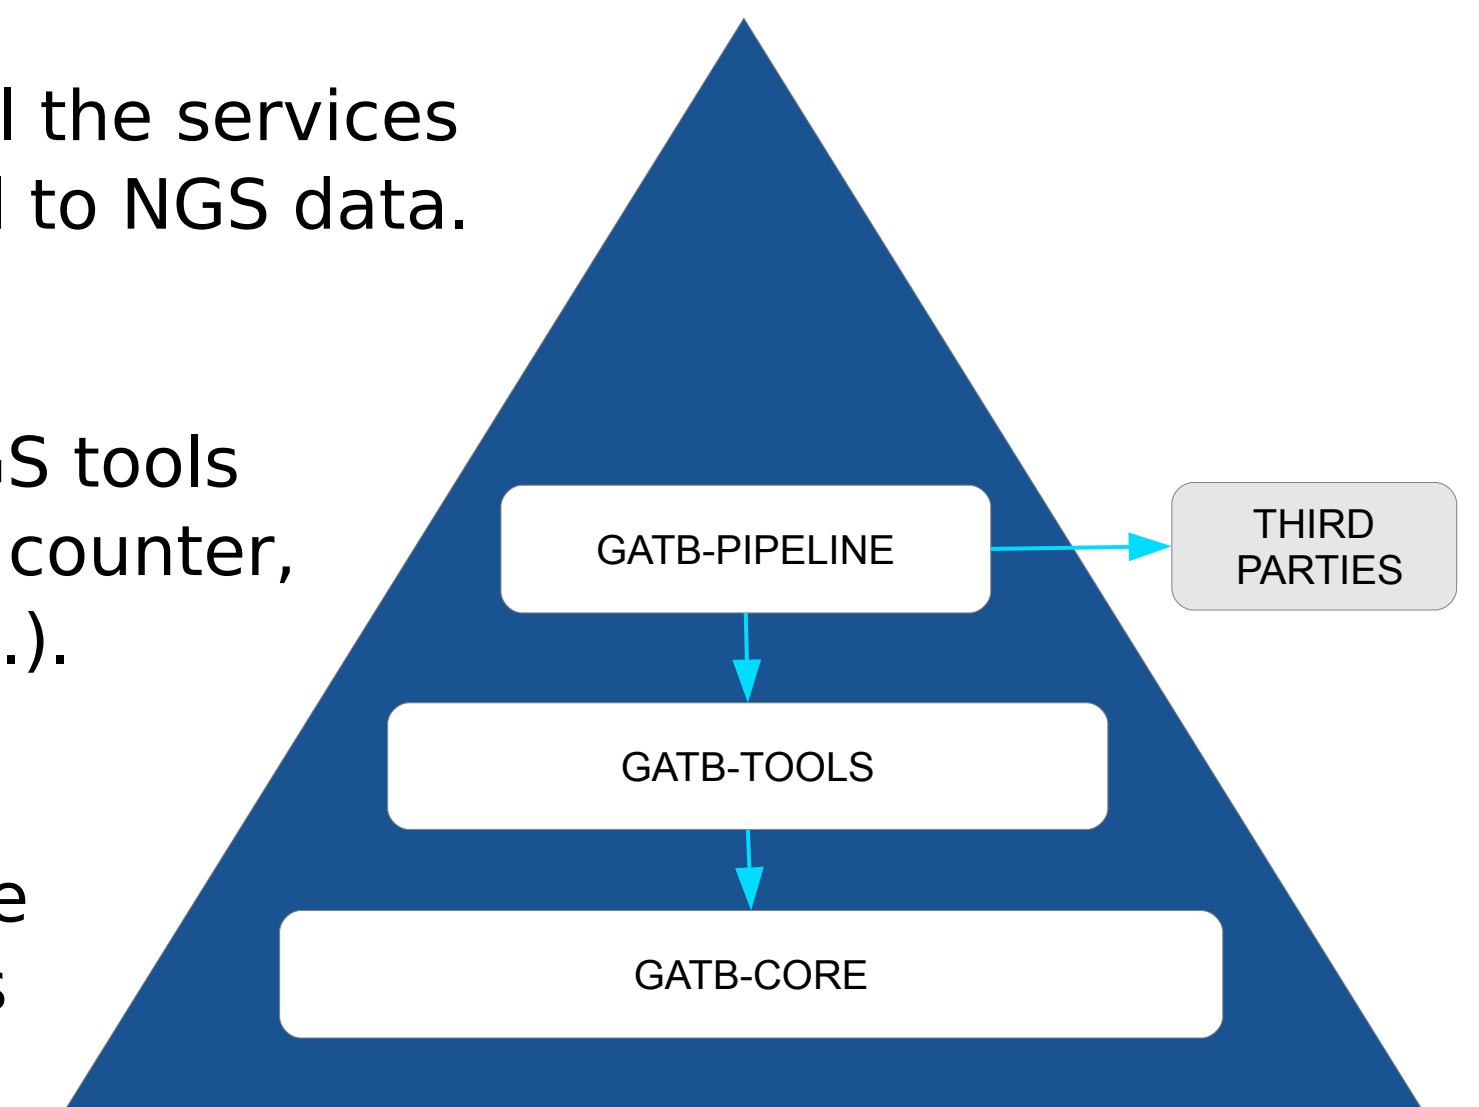 the services
to NGS data.
tools
counter,
.).
GATB-PIPELINE
THIRD
PARTIES
GATB-TOOLS
GATB-CORE